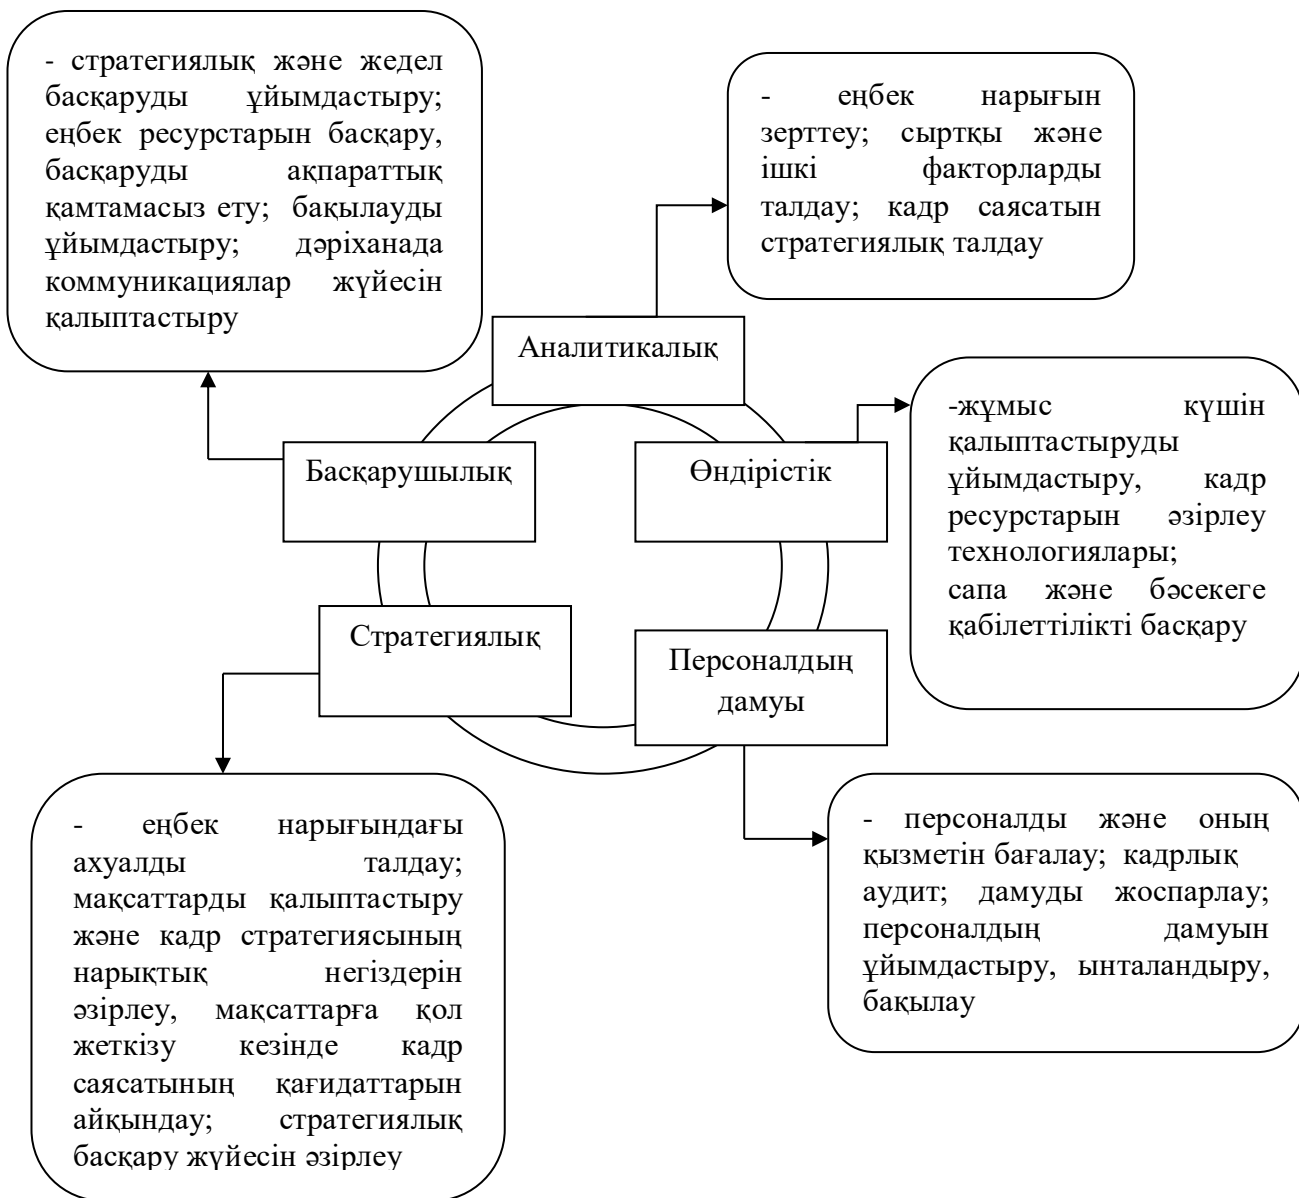 - стратегиялық және жедел
басқаруды ұйымдастыру;
еңбек ресурстарын басқару,
басқаруды ақпараттық
қамтамасыз ету; бақылауды
ұйымдастыру; дәріханада
коммуникациялар жүйесін
қалыптастыру
- еңбек нарығын
зерттеу; сыртқы және
ішкі факторларды
талдау; кадр саясатын
стратегиялық талдау
Аналитикалық
Басқарушылық
Өндірістік
-жұмыс күшін
қалыптастыруды
ұйымдастыру, кадр
ресурстарын әзірлеу
технологиялары;
сапа және бәсекеге
қабілеттілікті басқару
Стратегиялық
Персоналдың
дамуы
- еңбек нарығындағы
ахуалды талдау;
мақсаттарды қалыптастыру
және кадр стратегиясының
нарықтық негіздерін
әзірлеу, мақсаттарға қол
жеткізу кезінде кадр
саясатының қағидаттарын
айқындау; стратегиялық
басқару жүйесін әзірлеу
- персоналды және оның
қызметін бағалау; кадрлық
аудит; дамуды жоспарлау;
персоналдың дамуын
ұйымдастыру, ынталандыру,
бақылау